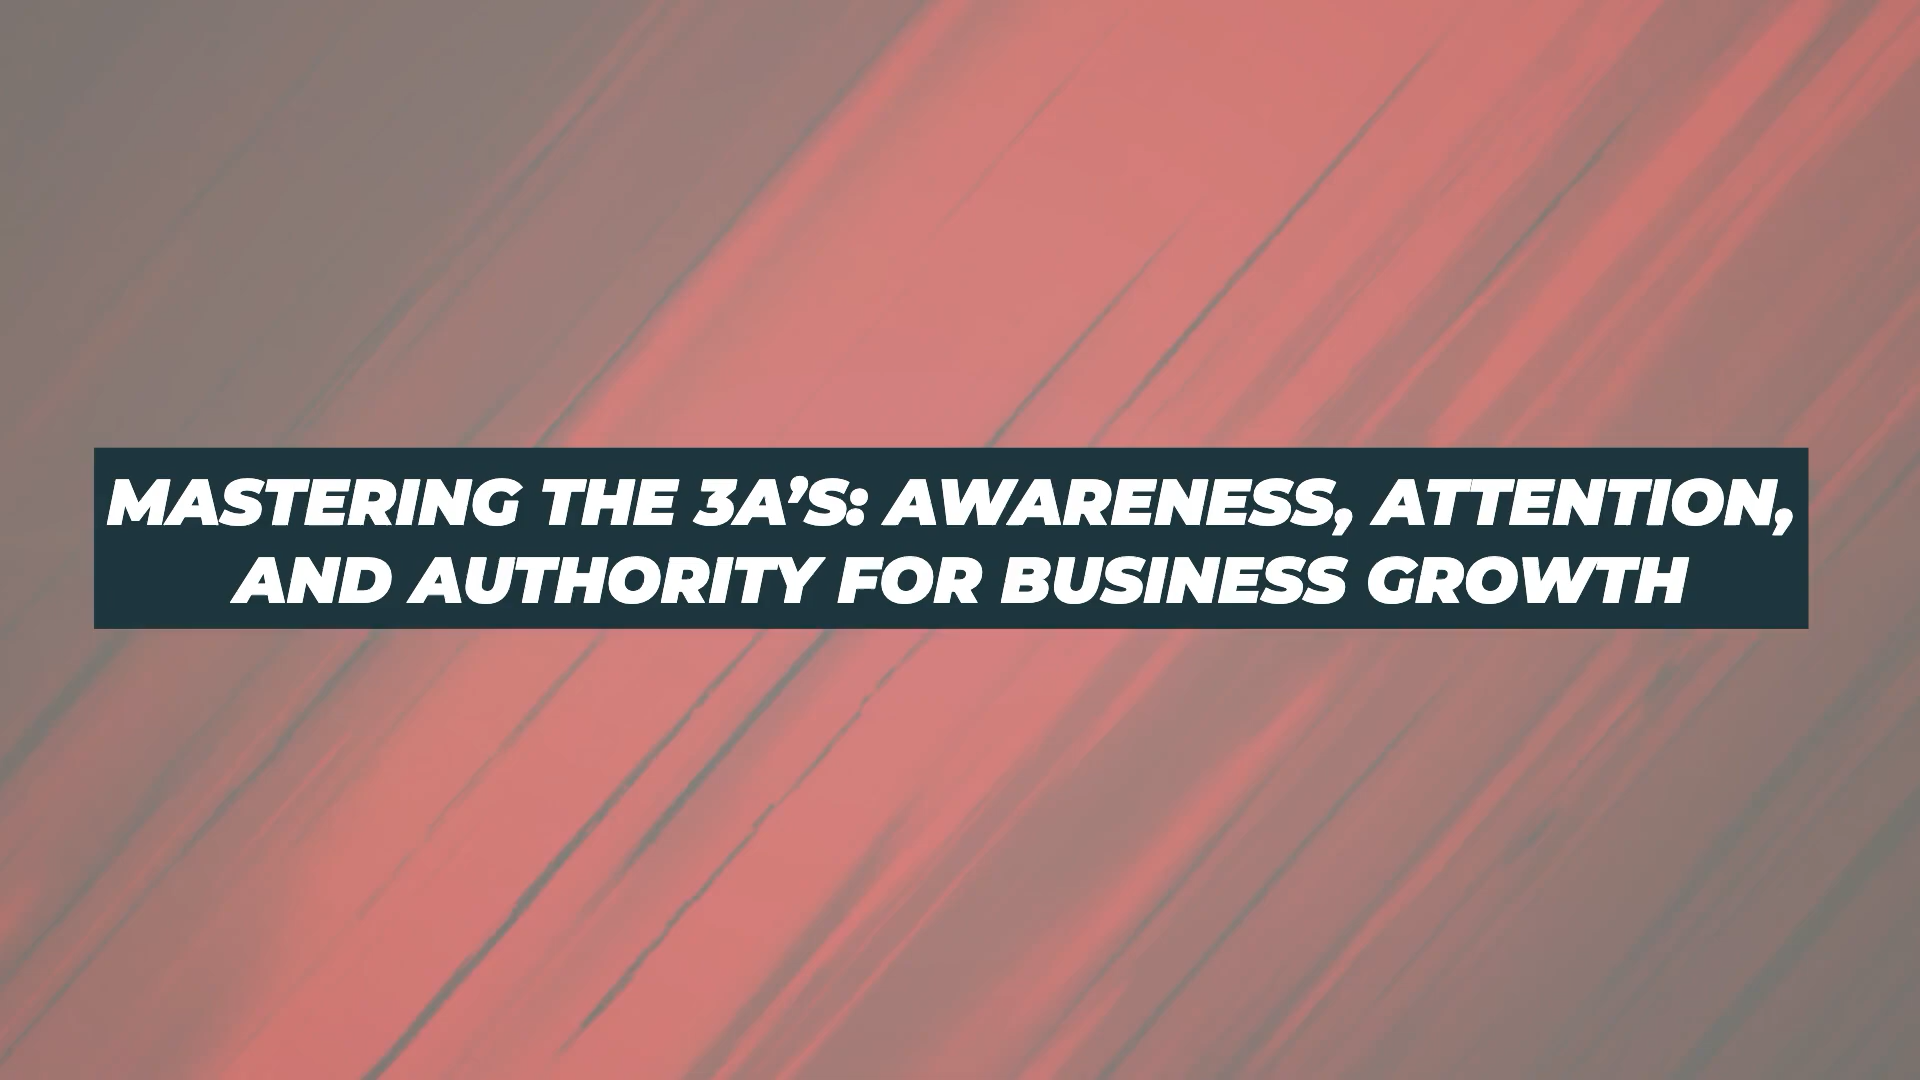 MASTERING THE 3A’S: AWARENESS, ATTENTION,
AND AUTHORITY FOR BUSINESS GROWTH